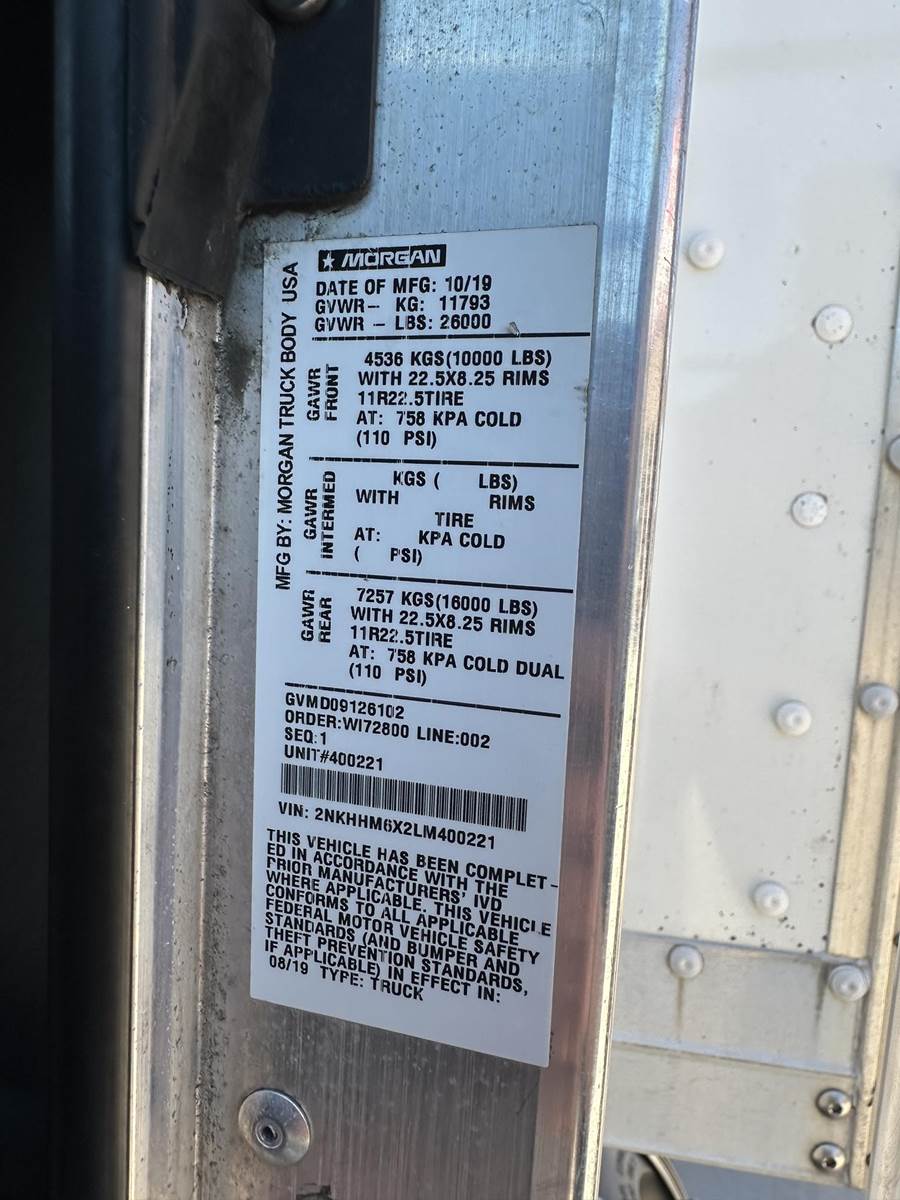 MORGAN
MFG BY: MORGAN TRUCK BODY USA
DATE OF MFG: 10/19
GVWR- KG: 11793
GVWR - LBS: 26000
GAWR
FRONT
4536 KGS(10000 LBS)
WITH 22.5X8.25 RIMS
11R22.5TIRE
AT: 758 KPA COLD
(110 PSI)
GAWR
INTERMED
KGS ( LBS)
WITH RIMS
TIRE
AT: KPA COLD
( PSI)
GAWR
REAR
7257 KGS(16000 LBS)
WITH 22.5X8.25 RIMS
11R22.5TIRE
AT: 758 KPA COLD DUAL
(110 PSI)
GVMD09126102
ORDER:WI72800 LINE:002
SEQ:1
UNIT#400221
VIN: 2NKHHM6X2LM400221
THIS VEHICLE HAS BEEN COMPLET-
ED IN ACCORDANCE WITH THE
PRIOR MANUFACTURERS' IVD
WHERE APPLICABLE. THIS VEHICLE
CONFORMS TO ALL APPLICABLE
FEDERAL MOTOR VEHICLE SAFETY
STANDARDS (AND BUMPER AND
THEFT PREVENTION STANDARDS,
IF APPLICABLE) IN EFFECT IN:
08/19 TYPE: TRUCK